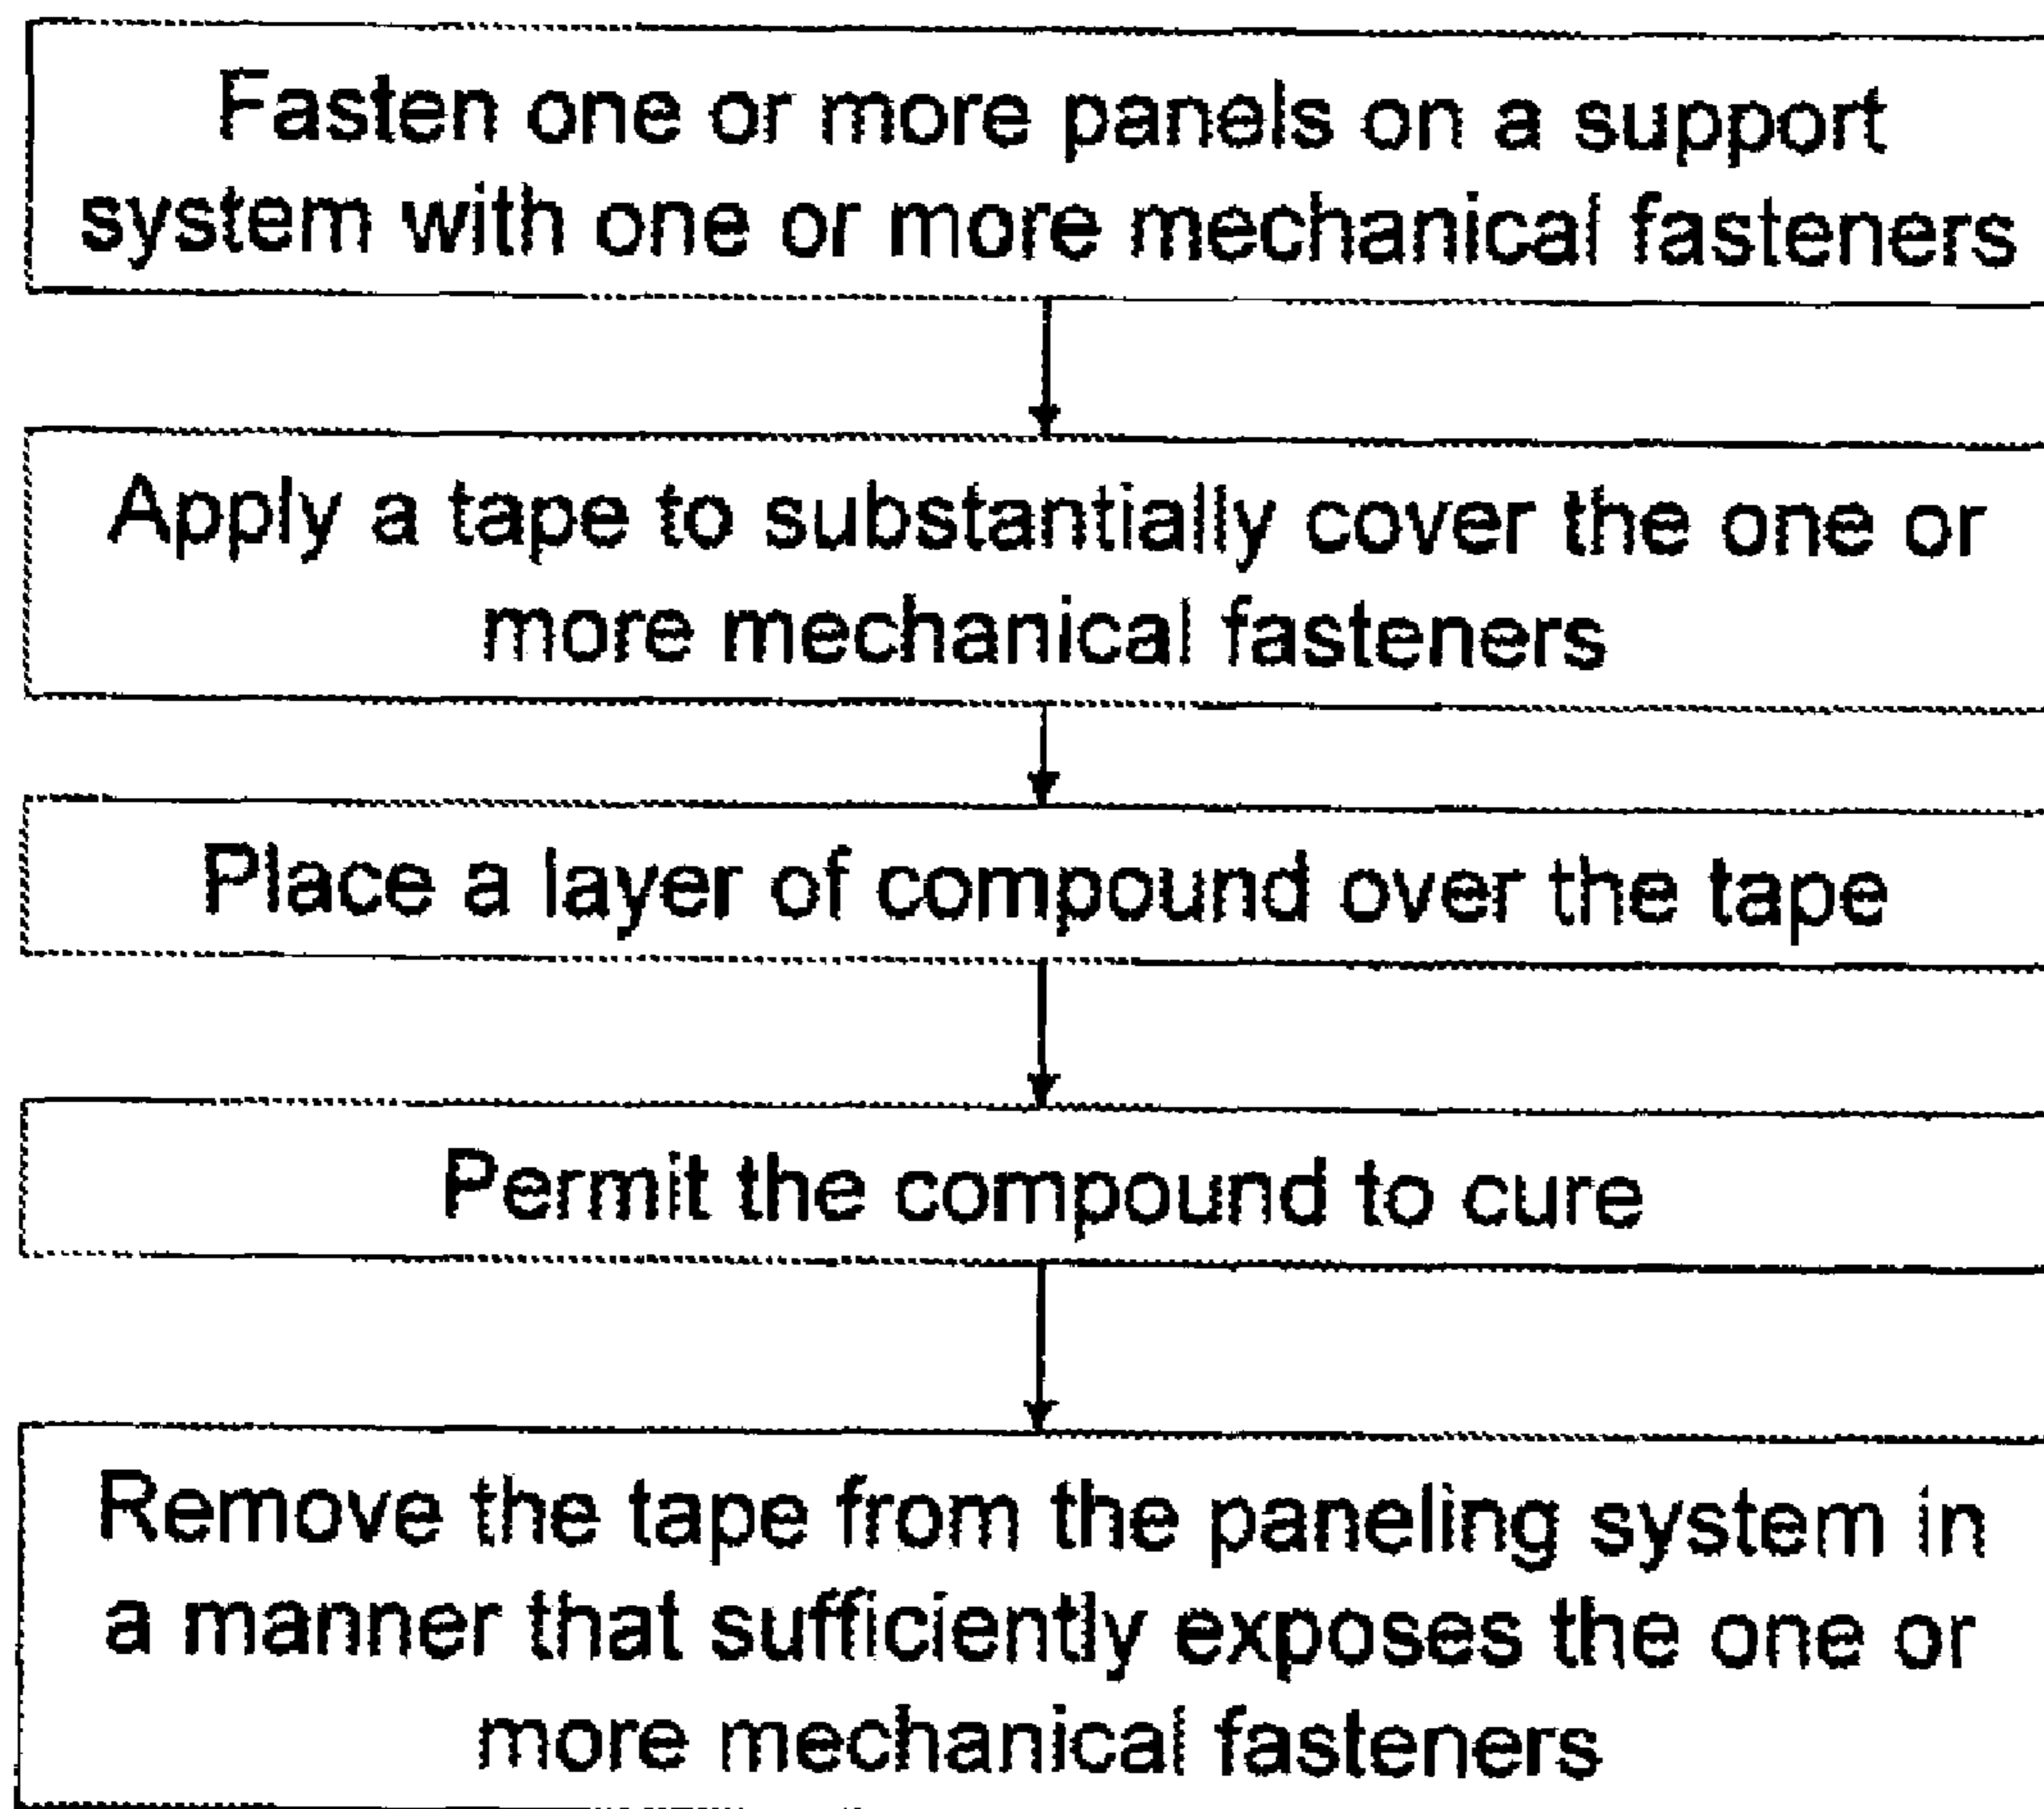 Fasten one or more panels on a support
system with one or more mechanical fasteners
Apply a tape to substantially cover the one or
more mechanical fasteners
Place a layer of compound over the tape
Permit the compound to cure
Remove the tape from the paneling system in
a manner that sufficiently exposes the one or
more mechanical fasteners